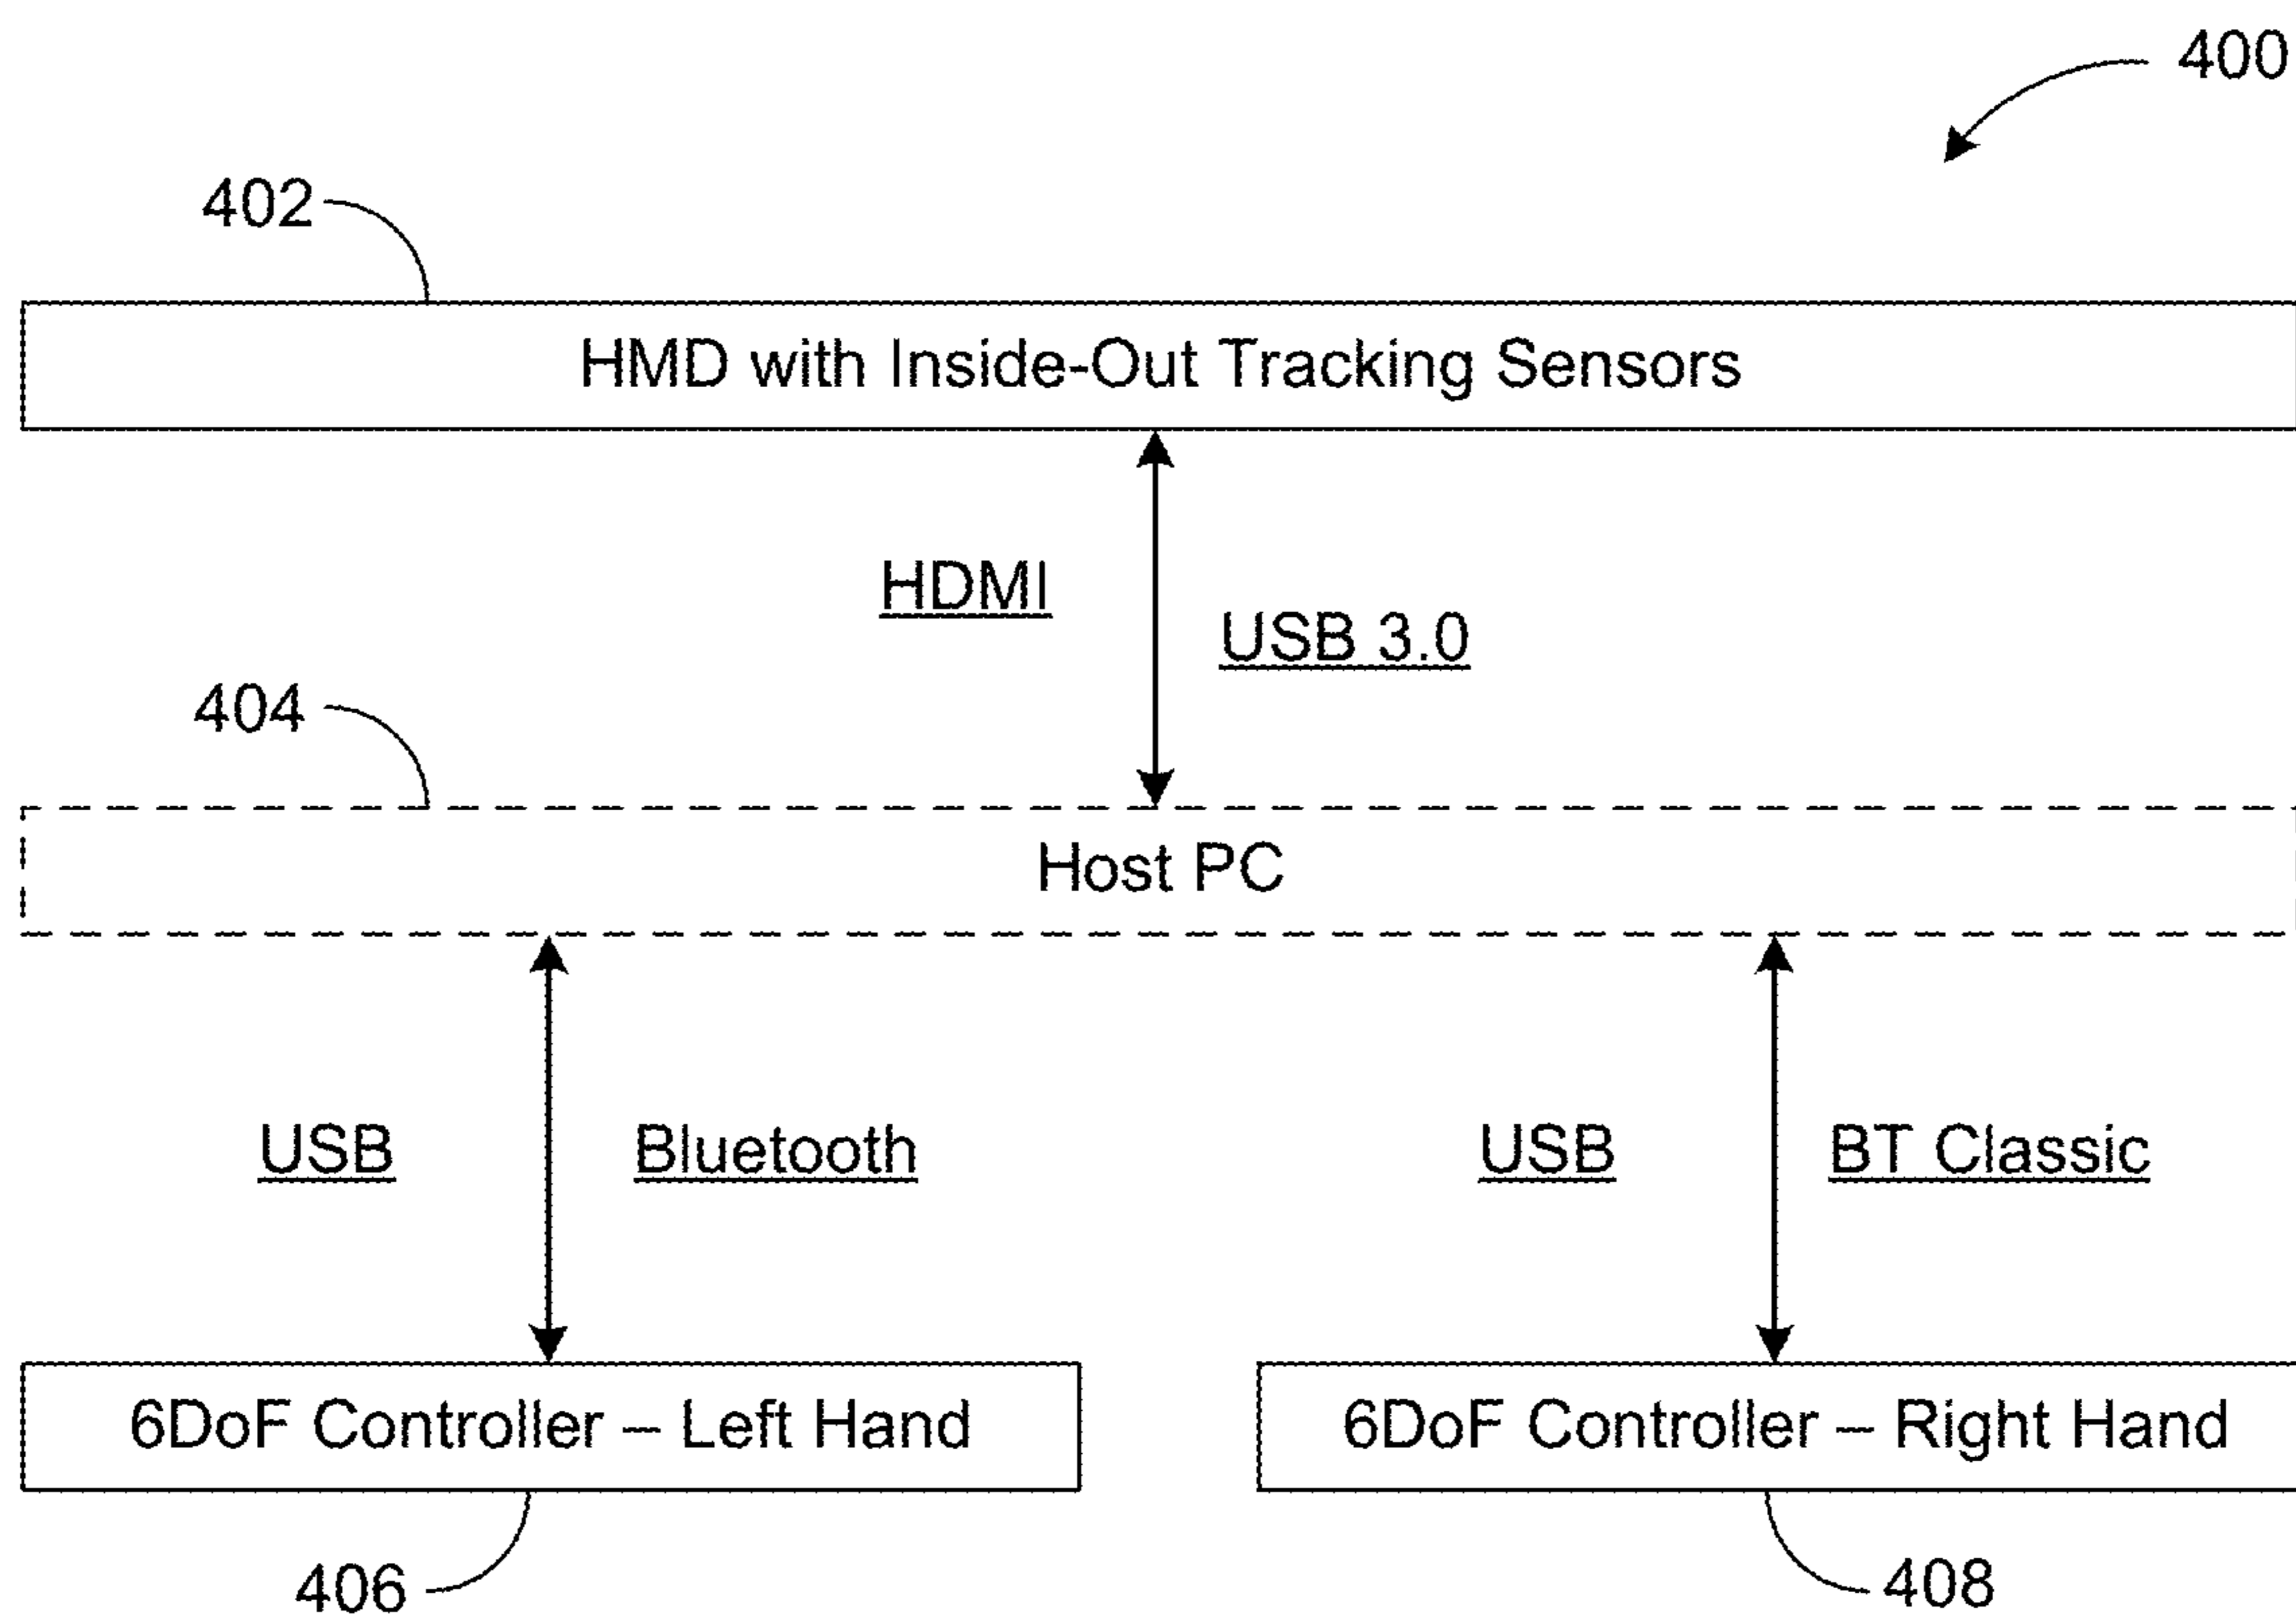 400
402
HMD with Inside-Out Tracking Sensors
HDMI
USB 3.0
404
Host PC
USB
Bluetooth
USB
BT Classic
6DoF Controller – Left Hand
6DoF Controller – Right Hand
406
408